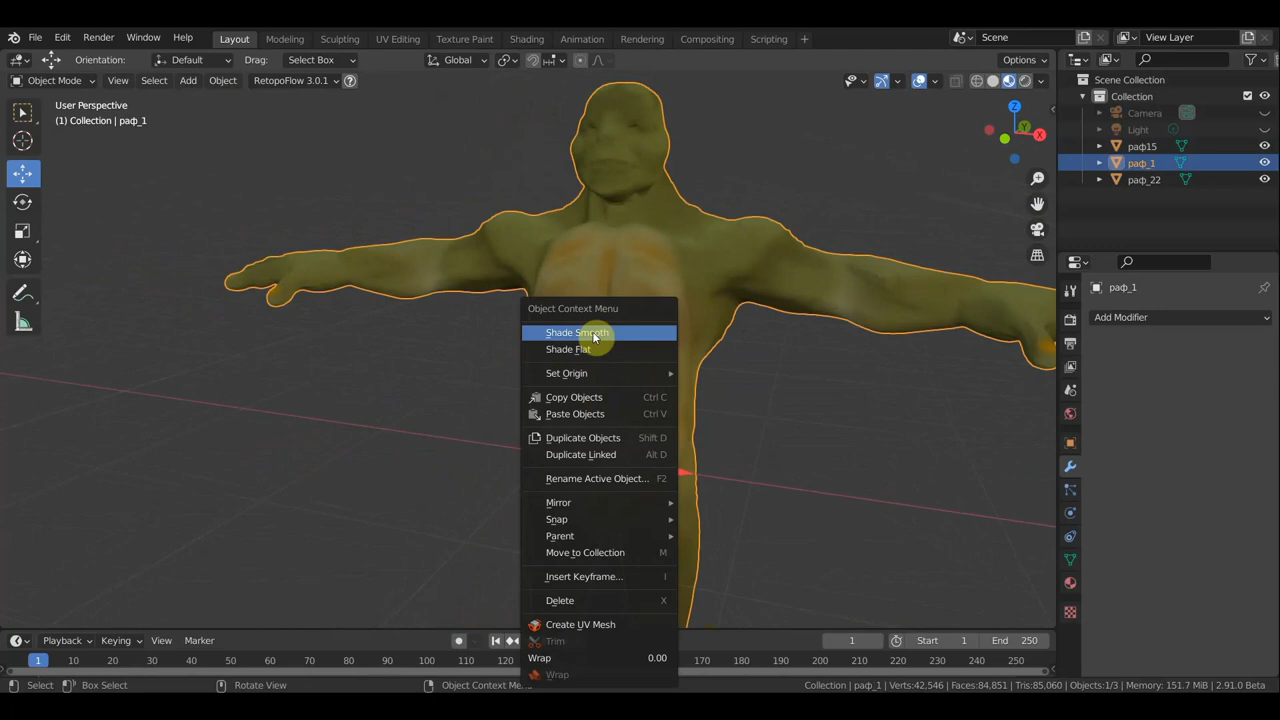 File Edit Render Window Help Layout Modeling Sculpting UV Editing Texture Paint Shading Animation Rendering Compositing Scripting + Scene View Layer
Orientation: Default Drag: Select Box Global Options
Object Mode View Select Add Object RetopoFlow 3.0.1 ?
User Perspective
(1) Collection | раф_1
Z
Y
X
Scene Collection
Collection
Camera
Light
раф15
раф_1
раф_22
раф_1
Add Modifier
Object Context Menu
Shade Smooth
Shade Flat
Set Origin
Copy Objects Ctrl C
Paste Objects Ctrl V
Duplicate Objects Shift D
Duplicate Linked Alt D
Rename Active Object... F2
Mirror
Snap
Parent
Move to Collection M
Insert Keyframe... I
Delete X
Create UV Mesh
Trim
Wrap 0.00
Wrap
Playback Keying View Marker 1 Start 1 End 250
1 10 20 30 40 50 60 70 80 90 100 110 120 130 170 180 190 200 210 220 230 240 250
Select Box Select Rotate View Object Context Me Collection | раф_1 | Verts:42,546 | Faces:84,851 | Tris:85,060 | Objects:1/3 | Memory: 151.7 MiB | 2.91.0 Beta